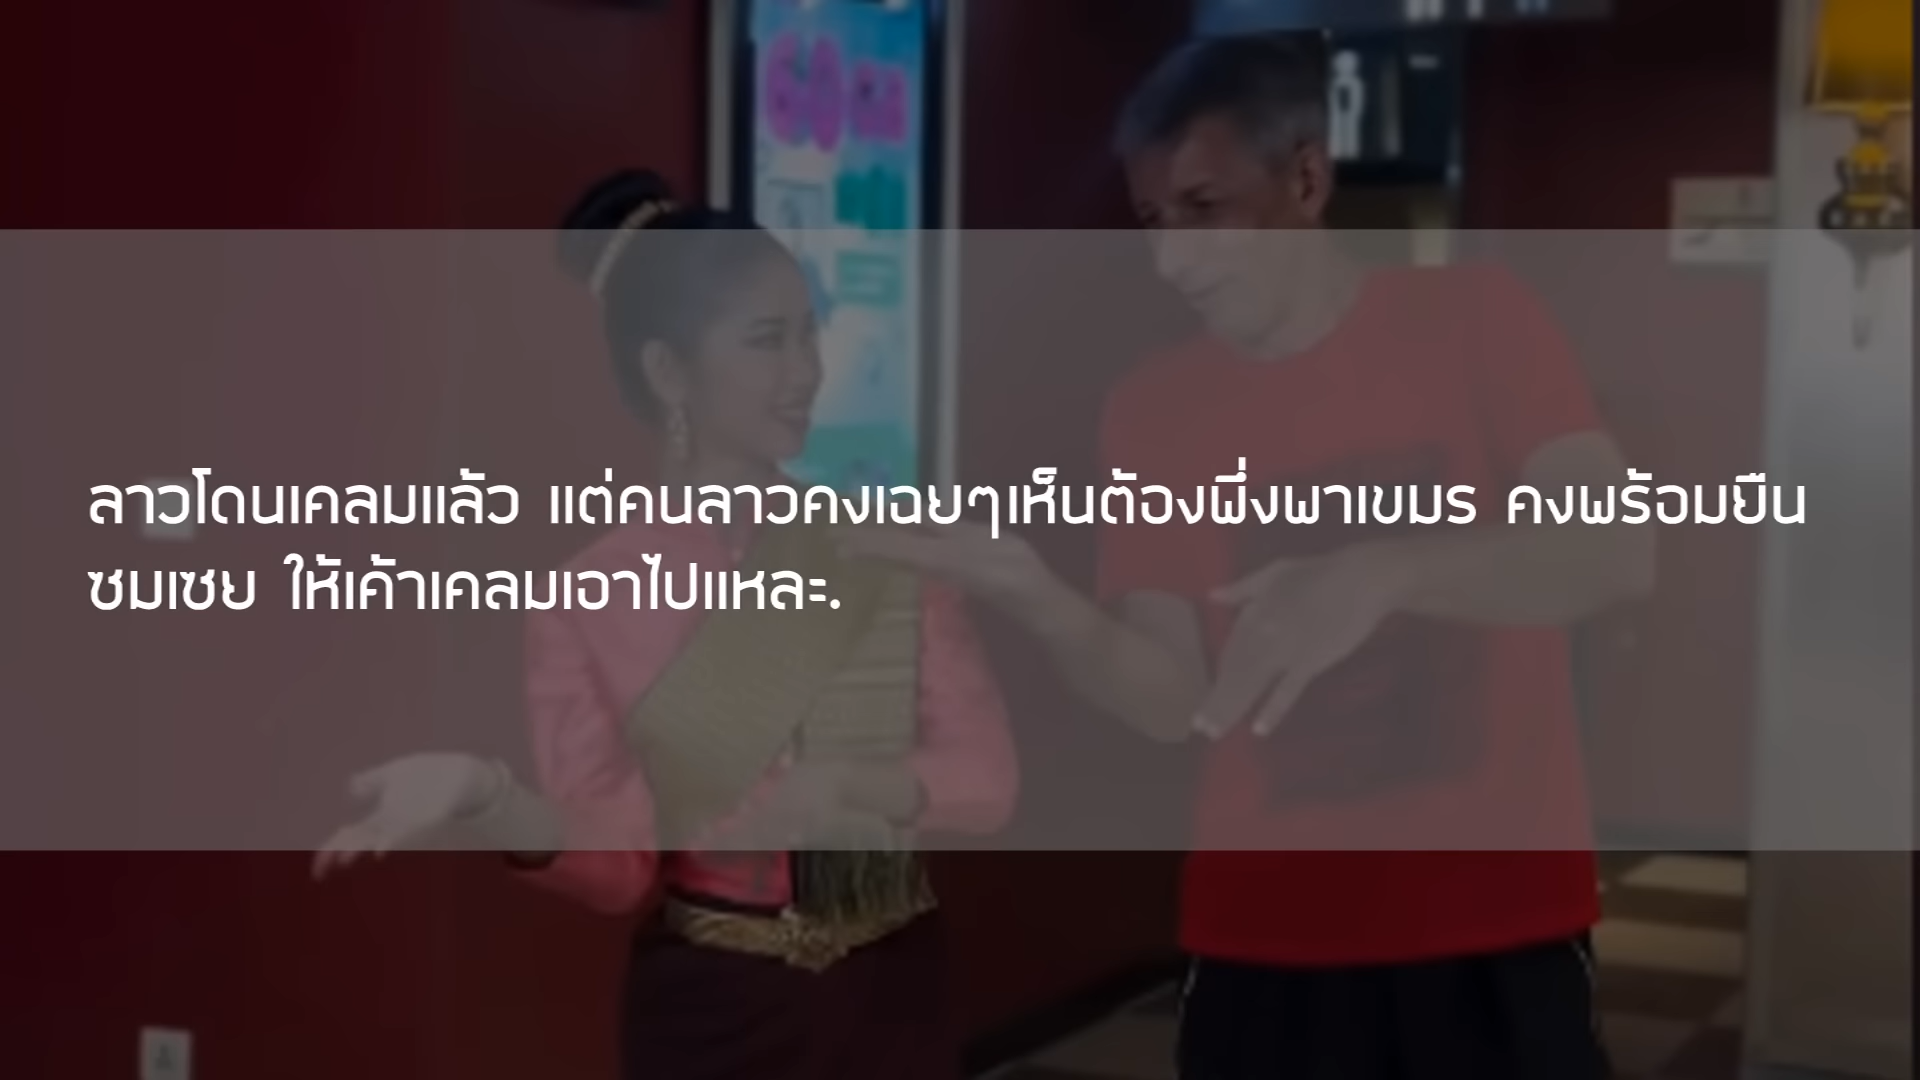 60
ลาวโดนเคลมแล้ว แต่คนลาวคงเฉยๆเห็นต้องพึ่งพาเขมร คงพร้อมยืน
ซมเซย ให้เค้าเคลมเอาไปแหละ.